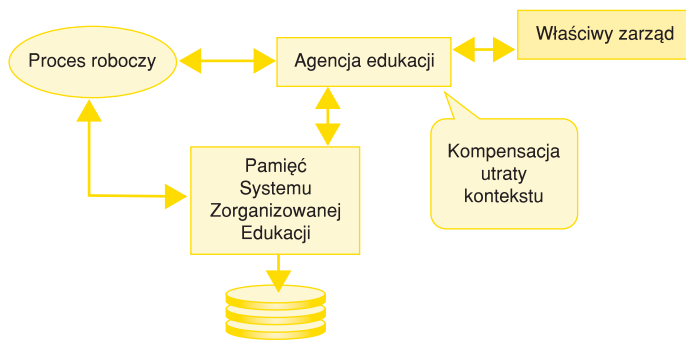 Proces roboczy
Agencja edukacji
Właściwy zarząd
Kompensacja
utraty
kontekstu
Pamięć
Systemu
Zorganizowanej
Edukacji